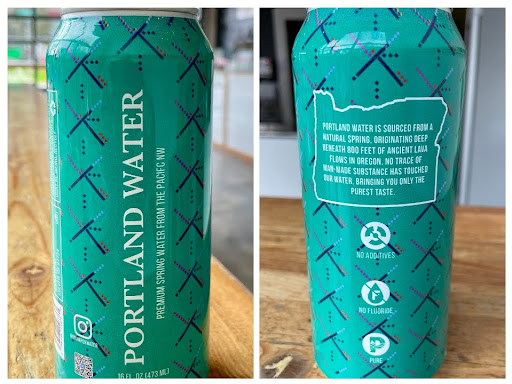 PORTLAND WATER
PREMIUM SPRING WATER FROM THE PACIFC NW
16 FL OZ (473 ML)
PORTLAND WATER IS SOURCED FROM A
NATURAL SPRING, ORIGINATING DEEP
BENEATH 800 FEET OF ANCIENT LAVA
FLOWS IN OREGON. NO TRACE OF
MAN-MADE SUBSTANCE HAS TOUCHED
OUR WATER, BRINGING YOU ONLY THE
PUREST TASTE.
NO ADDITIVES
F
NO FLUORIDE
P
PURE